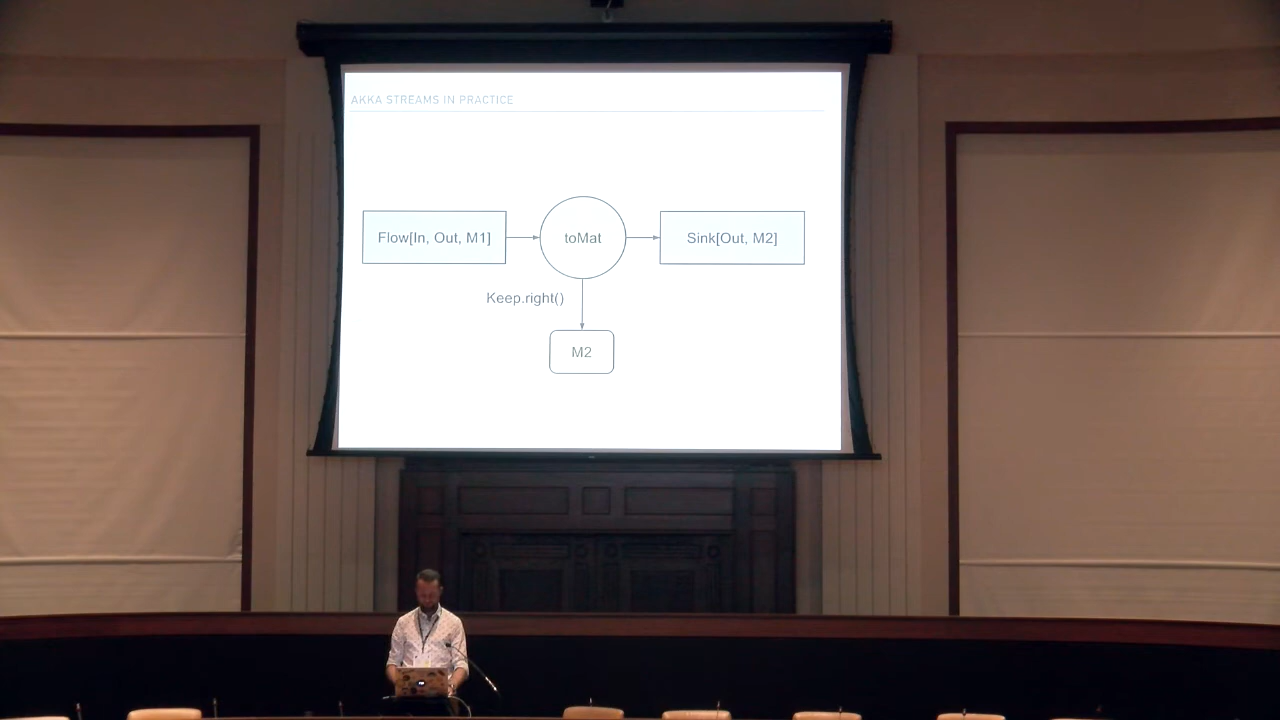 AKKA STREAMS IN PRACTICE
Flow[In, Out, M1]
toMat
Sink[Out, M2]
Keep.right()
M2